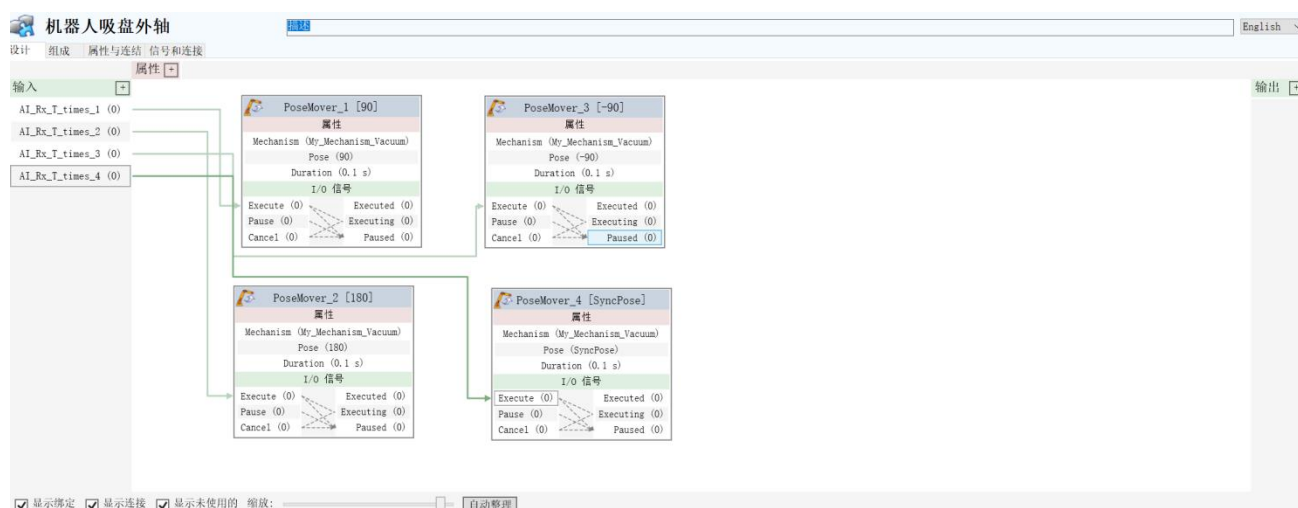 机器人吸盘外轴
描述
English
设计 组成 属性与连结 信号和连接
属性 +
输入 +
输出 +
AI_Rx_T_times_1 (0)
AI_Rx_T_times_2 (0)
AI_Rx_T_times_3 (0)
AI_Rx_T_times_4 (0)
PoseMover_1 [90]
属性
Mechanism (My_Mechanism_Vacuum)
Pose (90)
Duration (0.1 s)
I/O 信号
Execute (0) Executed (0)
Pause (0) Executing (0)
Cancel (0) Paused (0)
PoseMover_3 [-90]
属性
Mechanism (My_Mechanism_Vacuum)
Pose (-90)
Duration (0.1 s)
I/O 信号
Execute (0) Executed (0)
Pause (0) Executing (0)
Cancel (0) Paused (0)
PoseMover_2 [180]
属性
Mechanism (My_Mechanism_Vacuum)
Pose (180)
Duration (0.1 s)
I/O 信号
Execute (0) Executed (0)
Pause (0) Executing (0)
Cancel (0) Paused (0)
PoseMover_4 [SyncPose]
属性
Mechanism (My_Mechanism_Vacuum)
Pose (SyncPose)
Duration (0.1 s)
I/O 信号
Execute (0) Executed (0)
Pause (0) Executing (0)
Cancel (0) Paused (0)
显示绑定 显示连接 显示未使用的 缩放: 自动整理